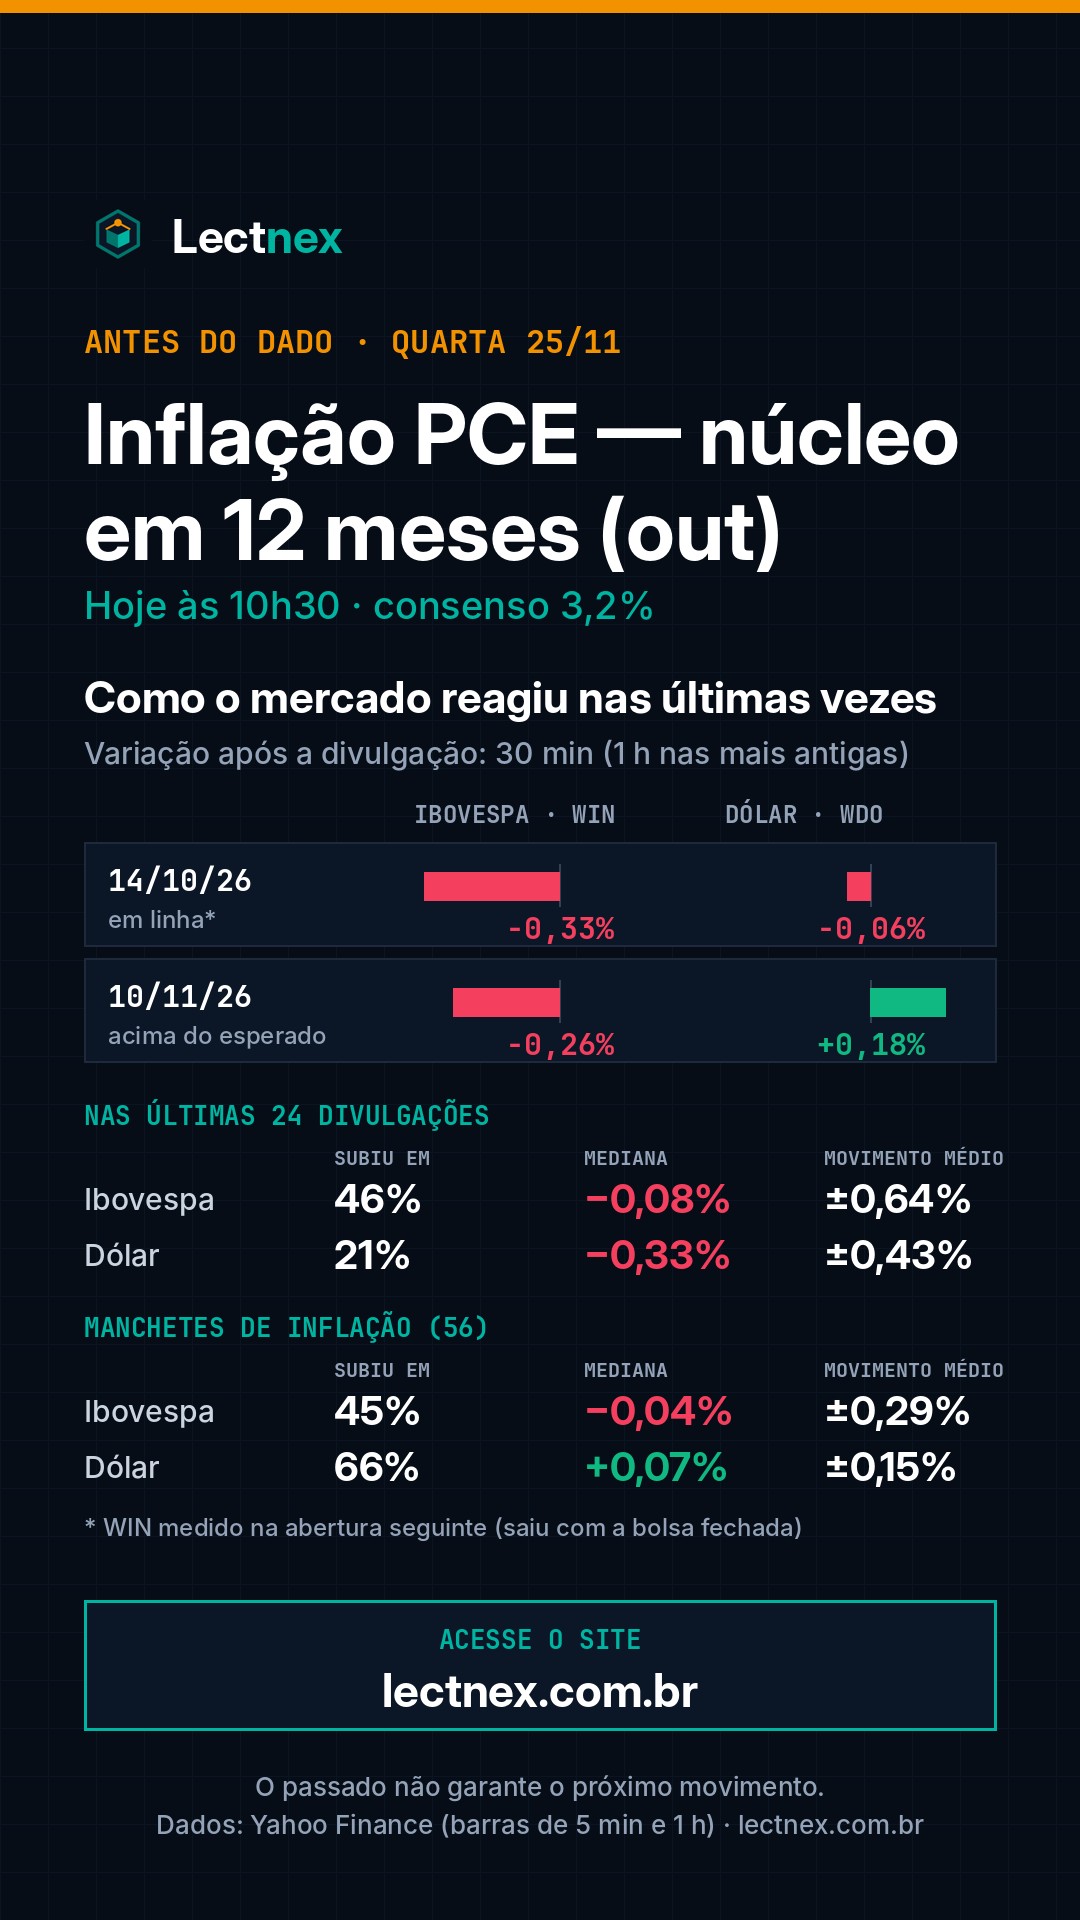 Lectnex
ANTES DO DADO · QUARTA 25/11
Inflação PCE — núcleo
em 12 meses (out)
Hoje às 10h30 · consenso 3,2%
Como o mercado reagiu nas últimas vezes
Variação após a divulgação: 30 min (1 h nas mais antigas)
IBOVESPA · WIN DÓLAR · WDO
14/10/26
em linha*
-0,33% -0,06%
10/11/26
acima do esperado
-0,26% +0,18%
NAS ÚLTIMAS 24 DIVULGAÇÕES
SUBIU EM MEDIANA MOVIMENTO MÉDIO
Ibovespa 46% −0,08% ±0,64%
Dólar 21% −0,33% ±0,43%
MANCHETES DE INFLAÇÃO (56)
SUBIU EM MEDIANA MOVIMENTO MÉDIO
Ibovespa 45% −0,04% ±0,29%
Dólar 66% +0,07% ±0,15%
* WIN medido na abertura seguinte (saiu com a bolsa fechada)
ACESSE O SITE
lectnex.com.br
O passado não garante o próximo movimento.
Dados: Yahoo Finance (barras de 5 min e 1 h) · lectnex.com.br